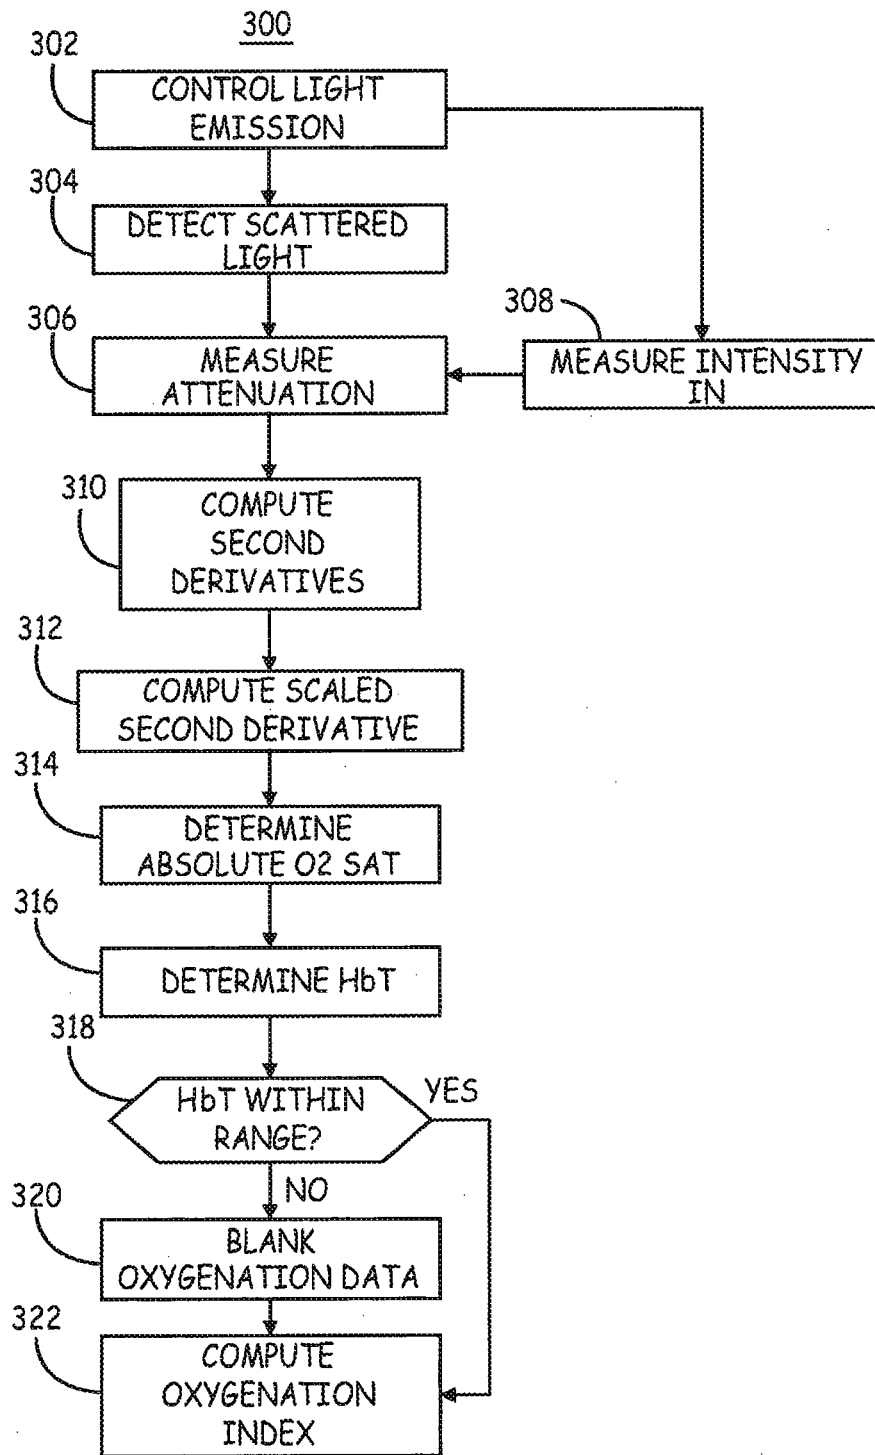 300
302
CONTROL LIGHT
EMISSION
304
DETECT SCATTERED
LIGHT
306
MEASURE
ATTENUATION
308
MEASURE INTENSITY
IN
310
COMPUTE
SECOND
DERIVATIVES
312
COMPUTE SCALED
SECOND DERIVATIVE
314
DETERMINE
ABSOLUTE O2 SAT
316
DETERMINE HbT
318
HbT WITHIN
RANGE?
YES
NO
320
BLANK
OXYGENATION DATA
322
COMPUTE
OXYGENATION
INDEX